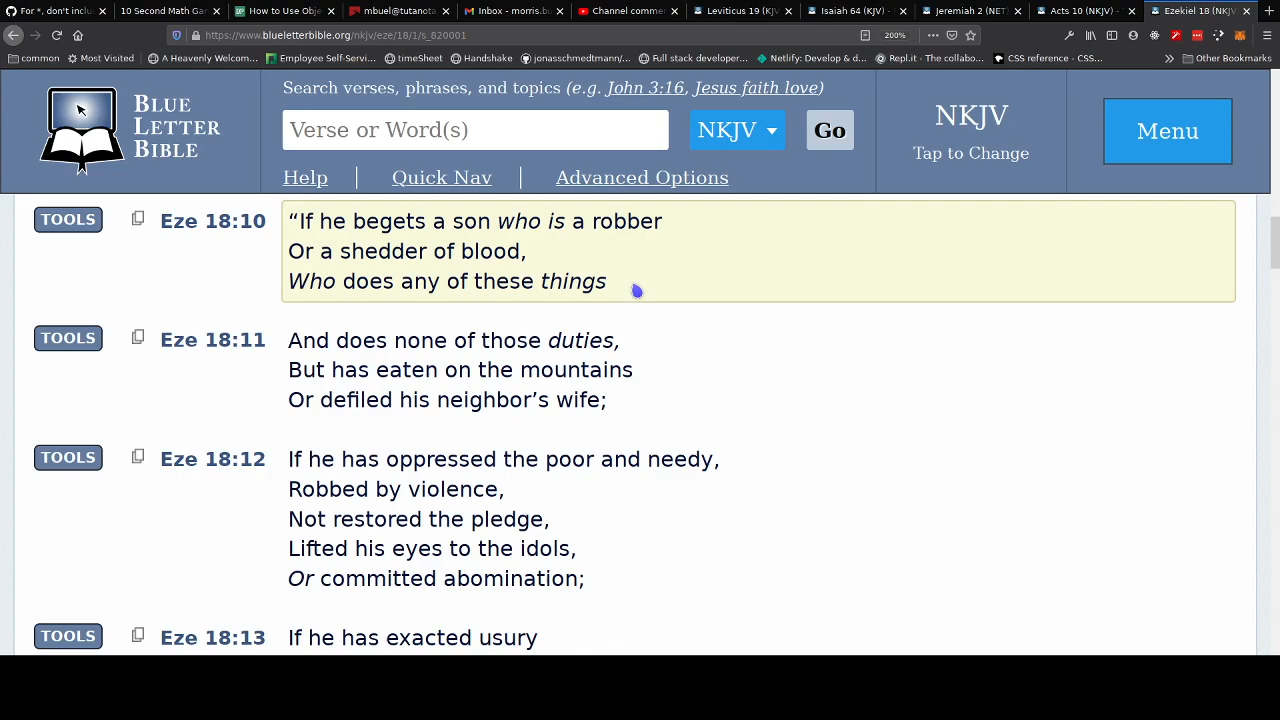 For *, don't inclu
10 Second Math Gam
How to Use Obje
mbuel@tutanota
Inbox - morris.bu
Channel comme
Leviticus 19 (KJV
Isaiah 64 (KJV) -
Jeremiah 2 (NET)
Acts 10 (NKJV) -
Ezekiel 18 (NKJV
https://www.blueletterbible.org/nkjv/eze/18/1/s_820001
200%
common
Most Visited
A Heavenly Welcom...
Employee Self-Servi...
timeSheet
Handshake
jonasschmedtmann/...
Full stack developer...
Netlify: Develop & d...
Repl.it - The collabo...
CSS reference - CSS...
Other Bookmarks
BLUE
LETTER
BIBLE
Search verses, phrases, and topics (e.g. John 3:16, Jesus faith love)
Verse or Word(s)
NKJV
Go
Help
Quick Nav
Advanced Options
NKJV
Tap to Change
Menu
TOOLS Eze 18:10 “If he begets a son who is a robber
Or a shedder of blood,
Who does any of these things
TOOLS Eze 18:11 And does none of those duties,
But has eaten on the mountains
Or defiled his neighbor’s wife;
TOOLS Eze 18:12 If he has oppressed the poor and needy,
Robbed by violence,
Not restored the pledge,
Lifted his eyes to the idols,
Or committed abomination;
TOOLS Eze 18:13 If he has exacted usury